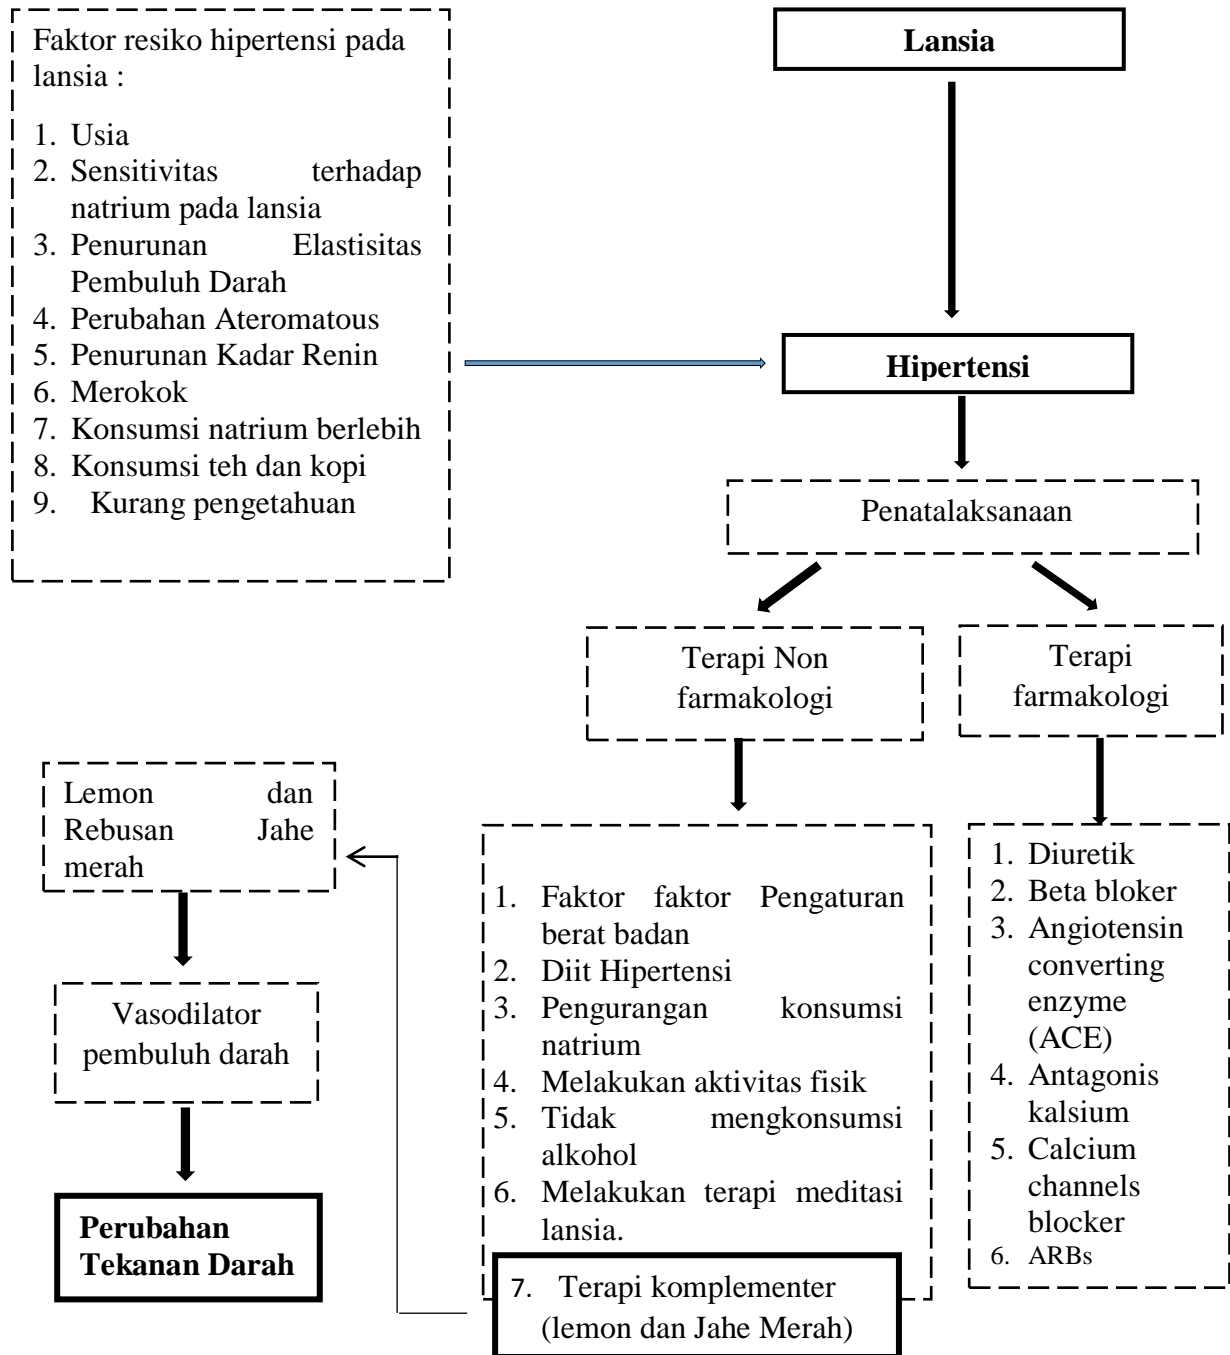 Faktor resiko hipertensi pada
lansia :
1. Usia
2. Sensitivitas terhadap
natrium pada lansia
3. Penurunan Elastisitas
Pembuluh Darah
4. Perubahan Ateromatous
5. Penurunan Kadar Renin
6. Merokok
7. Konsumsi natrium berlebih
8. Konsumsi teh dan kopi
9. Kurang pengetahuan
Lansia
Hipertensi
Penatalaksanaan
Terapi Non
farmakologi
Terapi
farmakologi
Lemon dan
Rebusan Jahe
merah
Vasodilator
pembuluh darah
Perubahan
Tekanan Darah
1. Faktor faktor Pengaturan
berat badan
2. Diit Hipertensi
3. Pengurangan konsumsi
natrium
4. Melakukan aktivitas fisik
5. Tidak mengkonsumsi
alkohol
6. Melakukan terapi meditasi
lansia.
7. Terapi komplementer
(lemon dan Jahe Merah)
1. Diuretik
2. Beta bloker
3. Angiotensin
converting
enzyme
(ACE)
4. Antagonis
kalsium
5. Calcium
channels
blocker
6. ARBs